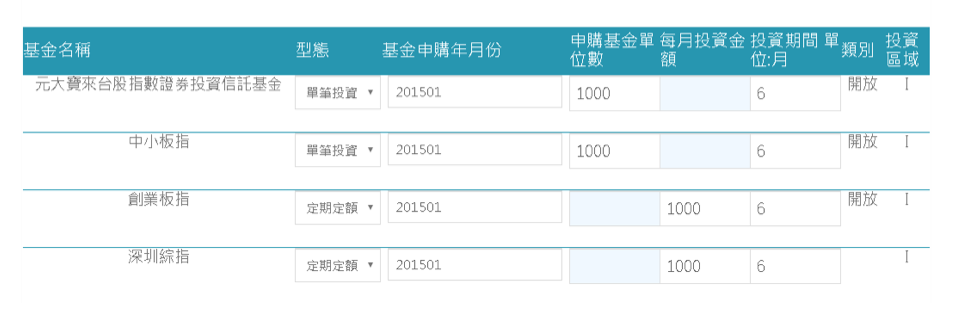 基金名稱 型態 基金申購年月份 申購基金單位數 每月投資金額 投資期間 單位:月 類別 投資區域
元大寶來台股指數證券投資信託基金 單筆投資 201501 1000 6 開放 I
中小板指 單筆投資 201501 1000 6 開放 I
創業板指 定期定額 201501 1000 6 開放 I
深圳綜指 定期定額 201501 1000 6 I